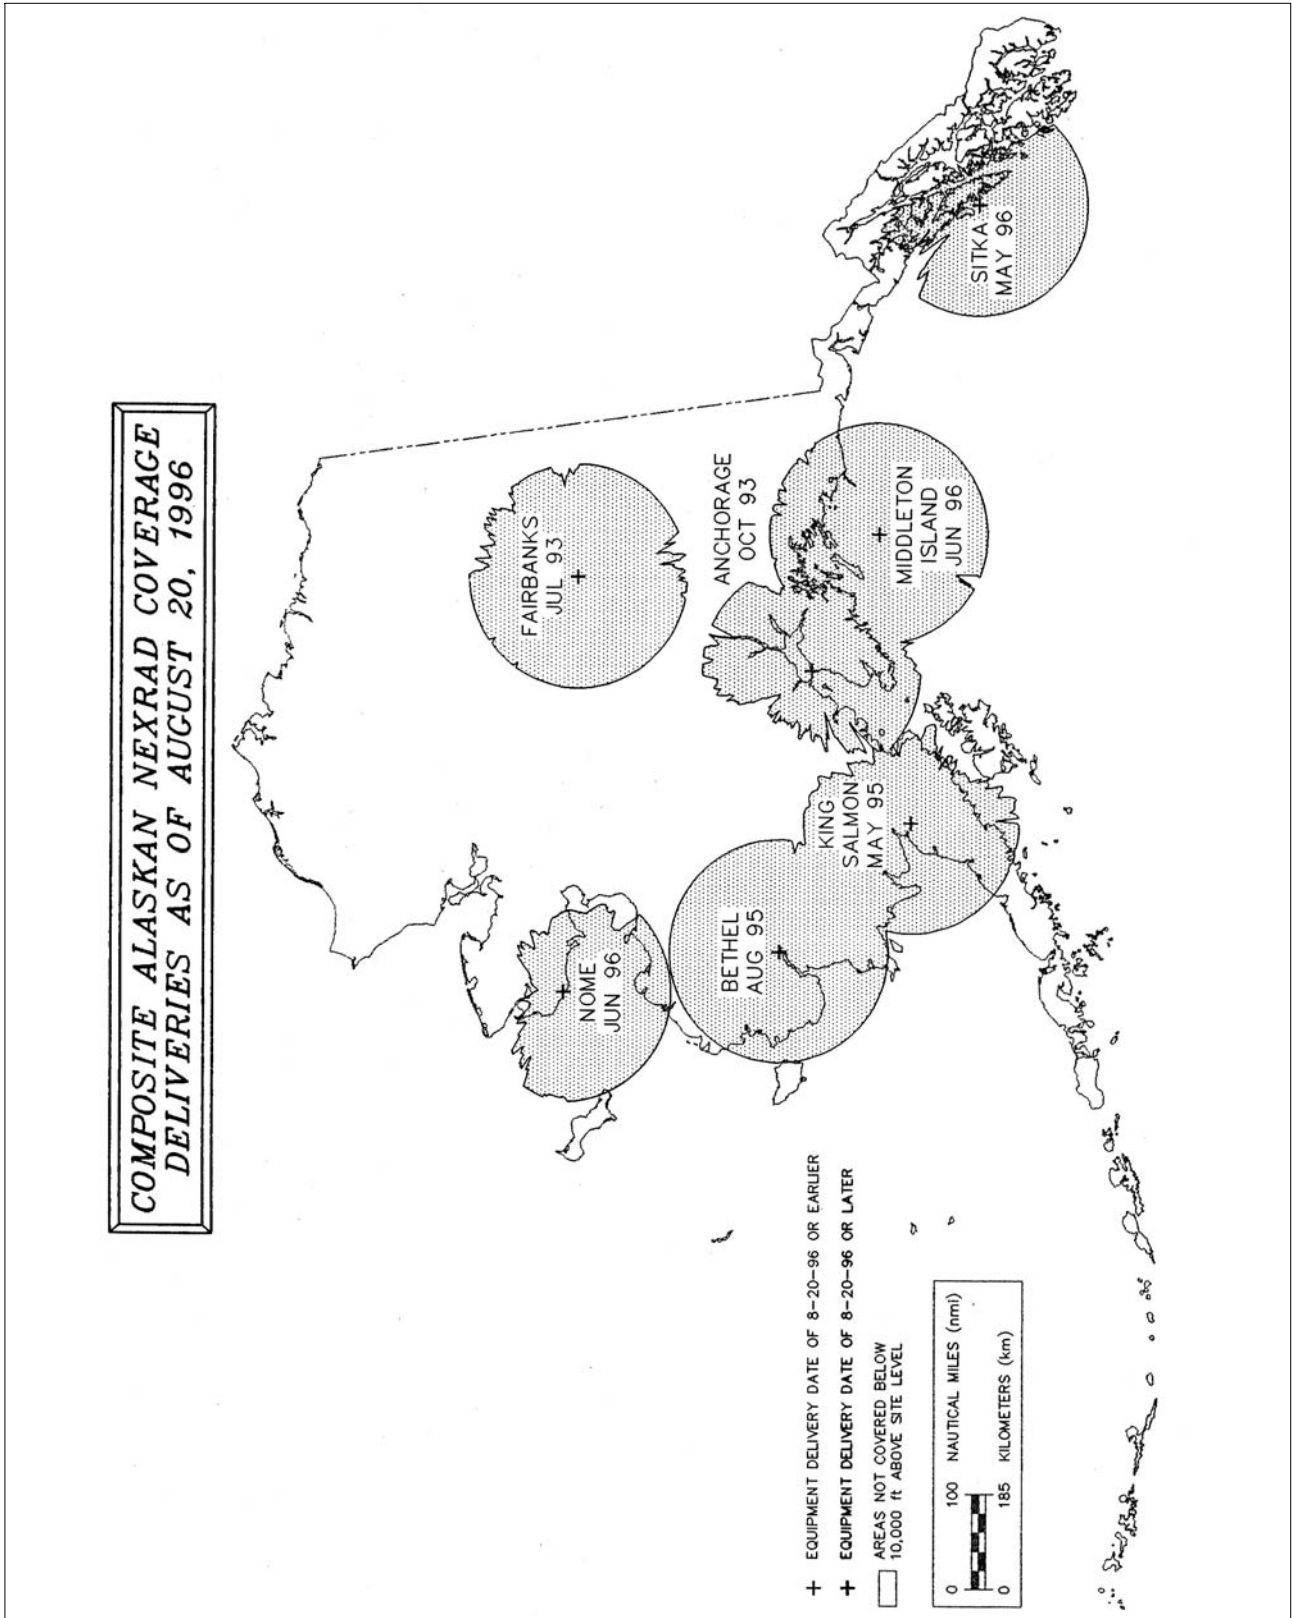 COMPOSITE ALASKAN NEXRAD COVERAGE
DELIVERIES AS OF AUGUST 20, 1996
FAIRBANKS
JUL 93
ANCHORAGE
OCT 93
NOME
JUN 96
BETHEL
AUG 95
KING
SALMON
MAY 95
MIDDLETON
ISLAND
JUN 96
SITKA
MAY 96
+ EQUIPMENT DELIVERY DATE OF 8-20-96 OR EARLIER
+ EQUIPMENT DELIVERY DATE OF 8-20-96 OR LATER
AREAS NOT COVERED BELOW
10,000 ft ABOVE SITE LEVEL
0 100 NAUTICAL MILES (nmi)
0 185 KILOMETERS (km)